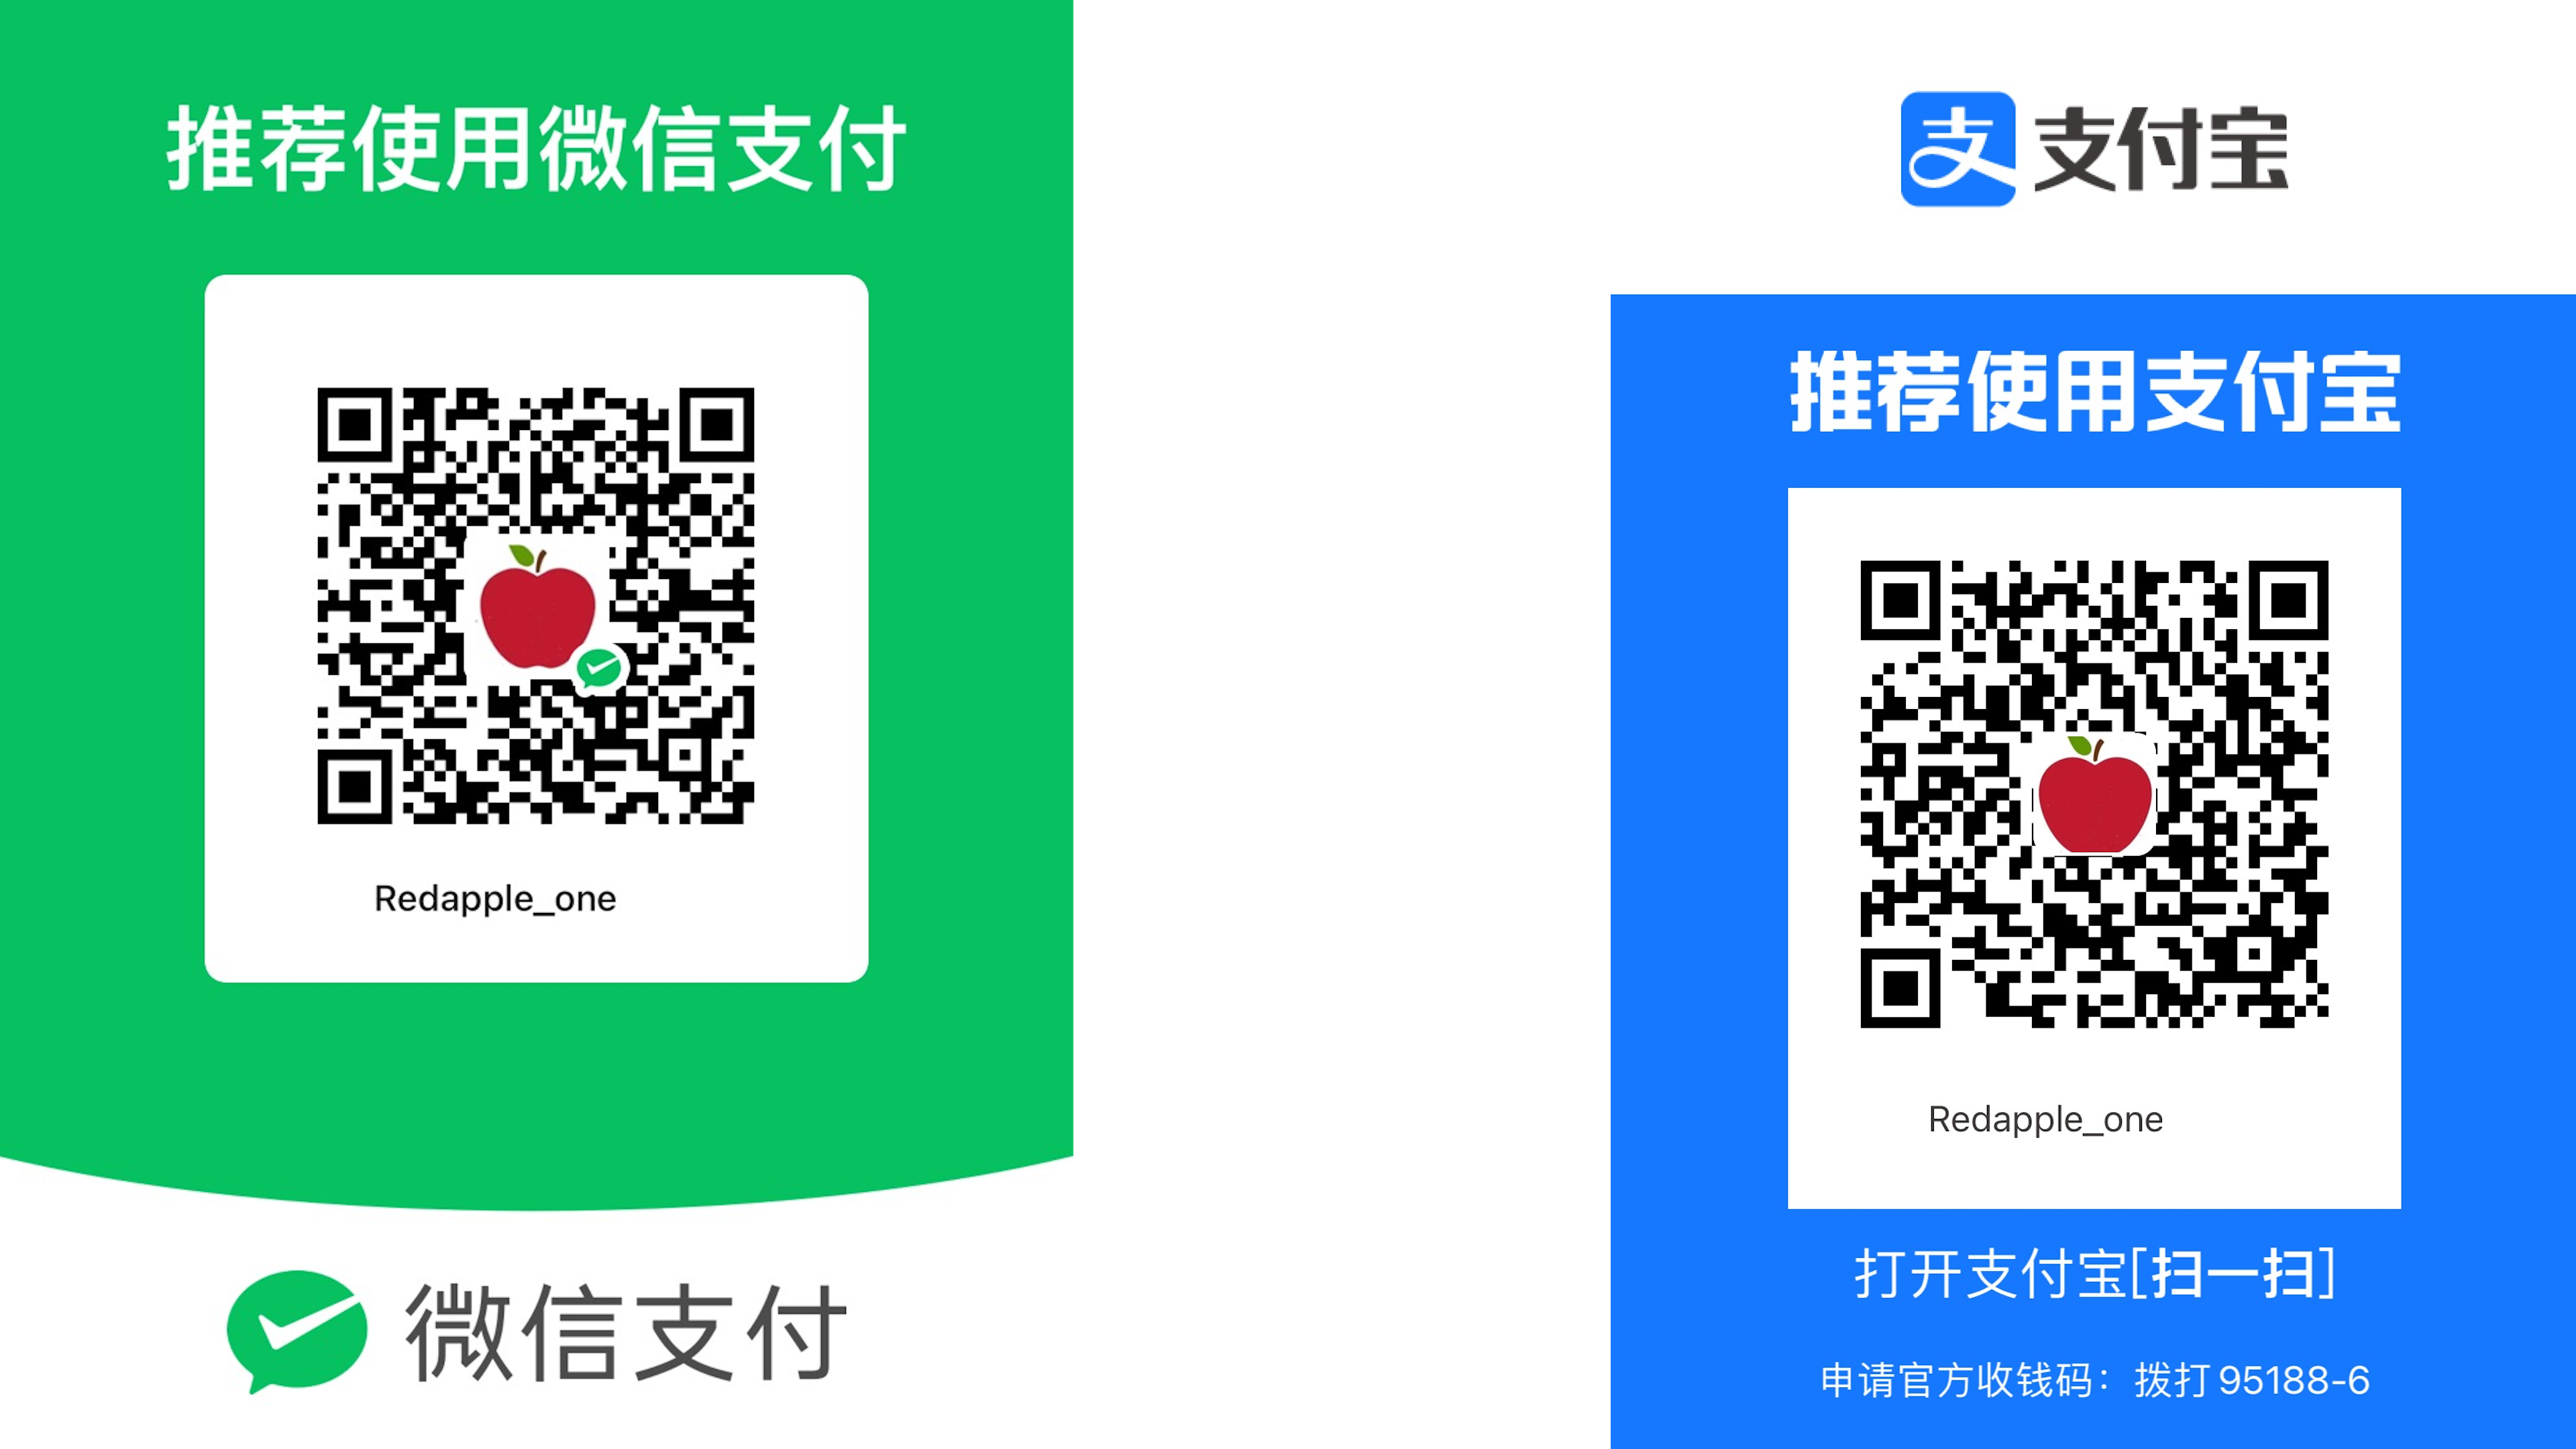 推荐使用微信支付
Redapple_one
微信支付
支 支付宝
推荐使用支付宝
Redapple_one
打开支付宝[扫一扫]
申请官方收钱码：拨打 95188-6